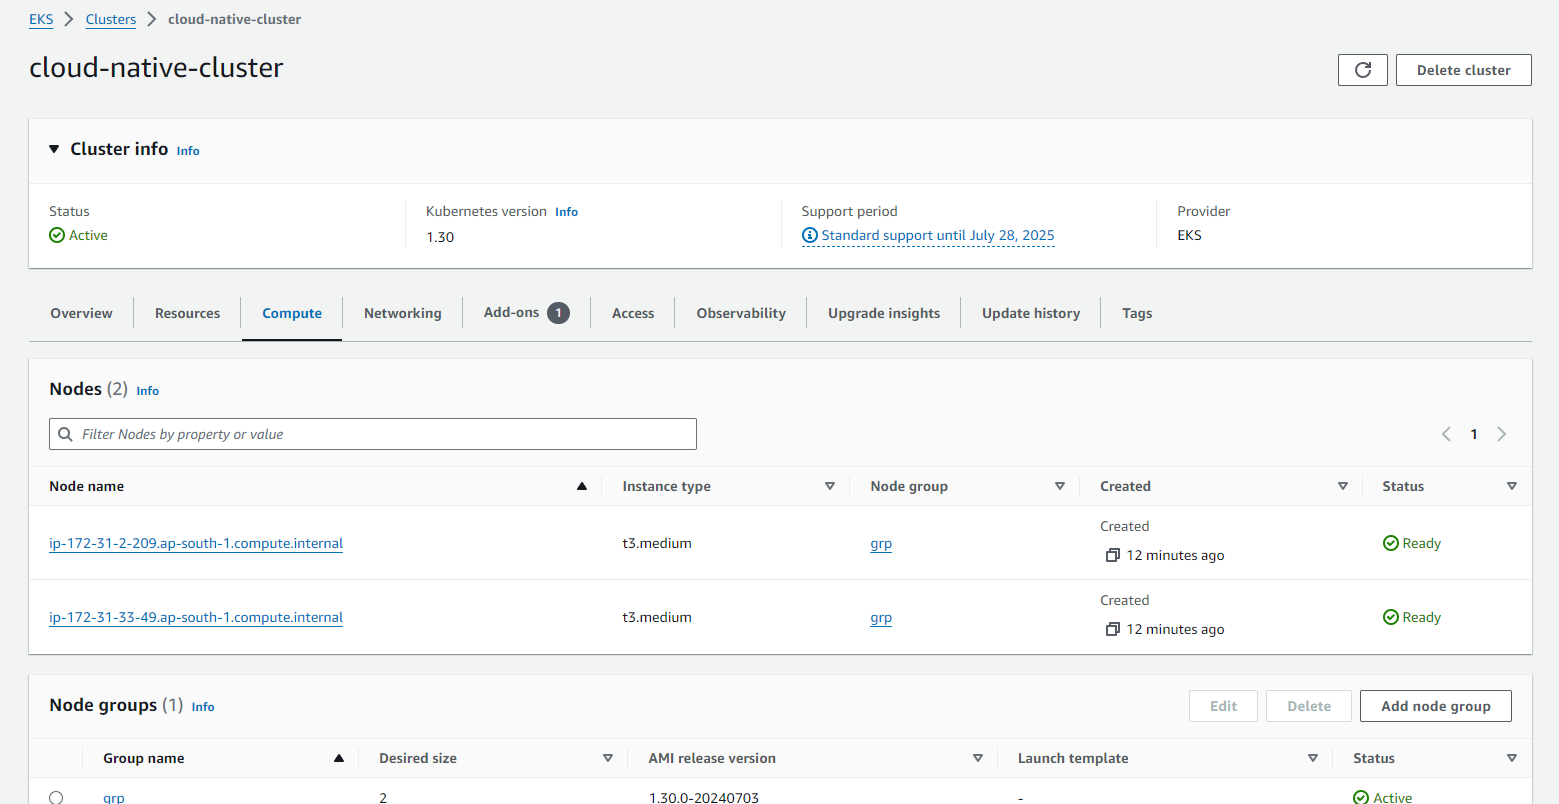 EKS > Clusters > cloud-native-cluster
cloud-native-cluster
Delete cluster
Cluster info Info
Status
Active
Kubernetes version Info
1.30
Support period
Standard support until July 28, 2025
Provider
EKS
Overview Resources Compute Networking Add-ons 1 Access Observability Upgrade insights Update history Tags
Nodes (2) Info
Filter Nodes by property or value
1
Node name Instance type Node group Created Status
ip-172-31-2-209.ap-south-1.compute.internal t3.medium grp Created
12 minutes ago Ready
ip-172-31-33-49.ap-south-1.compute.internal t3.medium grp Created
12 minutes ago Ready
Node groups (1) Info
Edit Delete Add node group
Group name Desired size AMI release version Launch template Status
grp 2 1.30.0-20240703 - Active